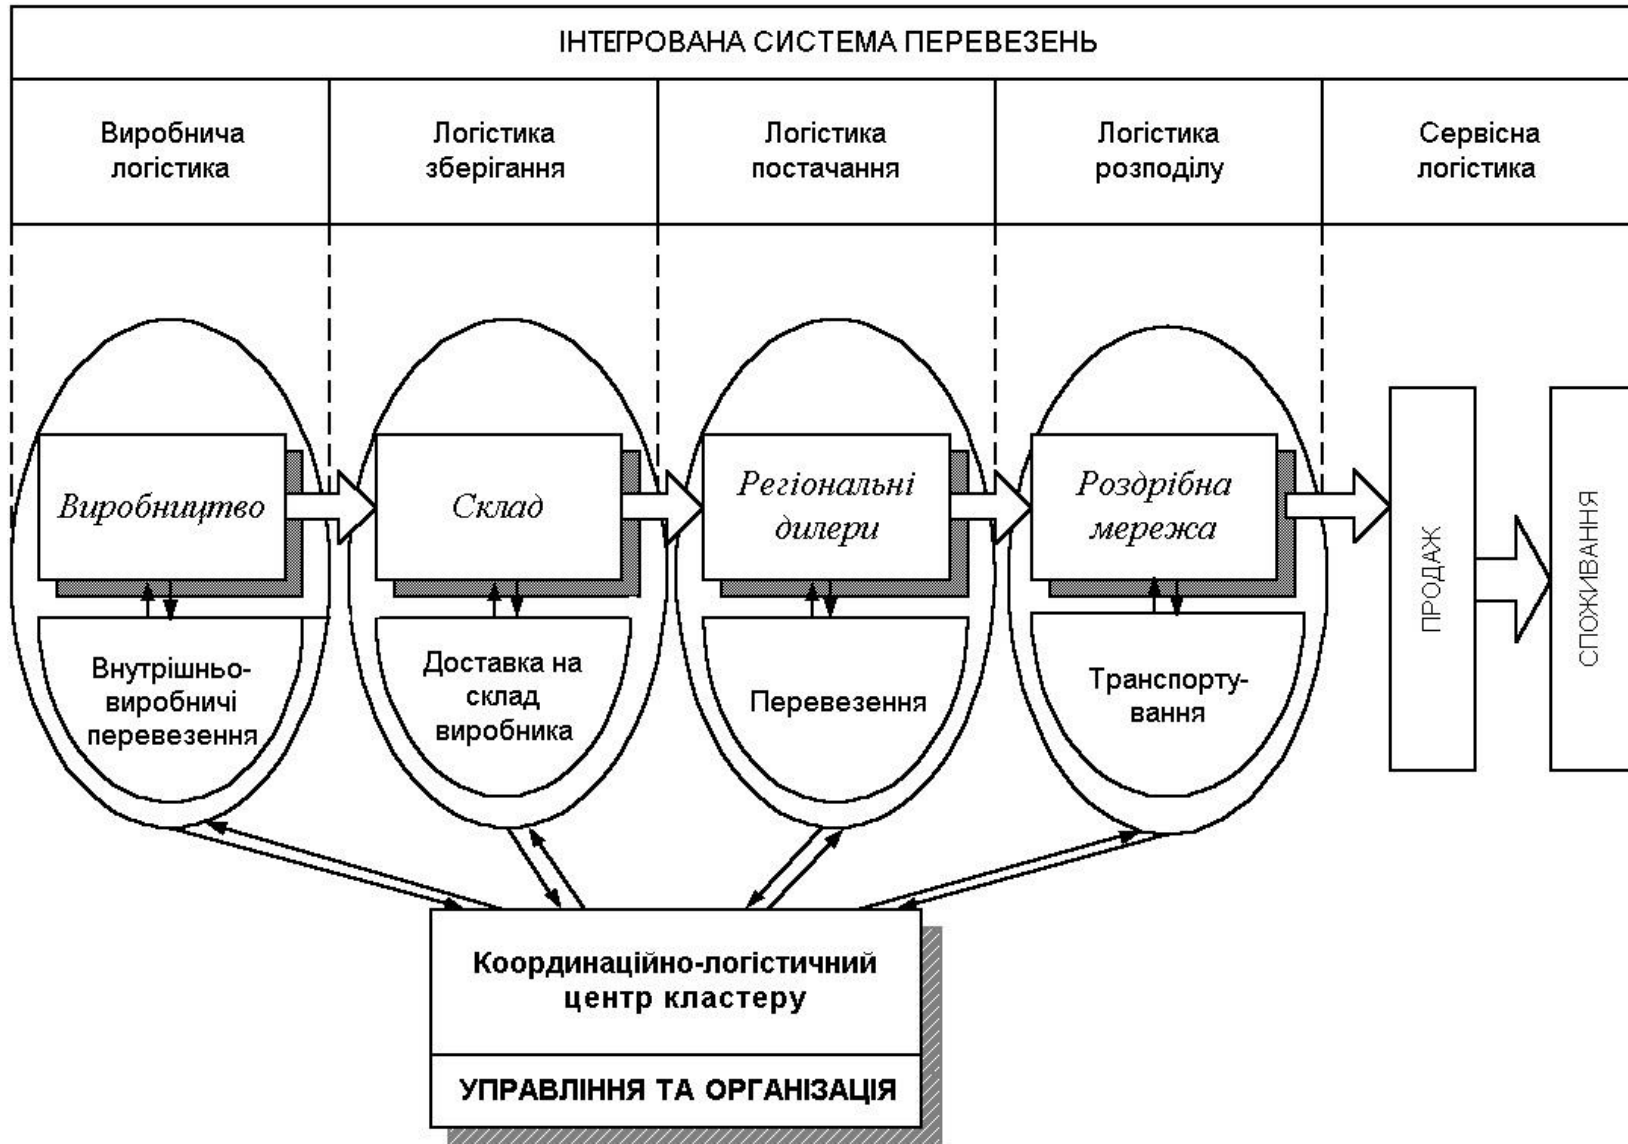 ІНТЕГРОВАНА СИСТЕМА ПЕРЕВЕЗЕНЬ
Виробнича
логістика
Логістика
зберігання
Логістика
постачання
Логістика
розподілу
Сервісна
логістика
Виробництво
Склад
Регіональні
дилери
Роздрібна
мережа
ПРОДАЖ
СПОЖИВАННЯ
Внутрішньо-
виробничі
перевезення
Доставка на
склад
виробника
Перевезення
Транспорту-
вання
Координаційно-логістичний
центр кластеру
УПРАВЛІННЯ ТА ОРГАНІЗАЦІЯ